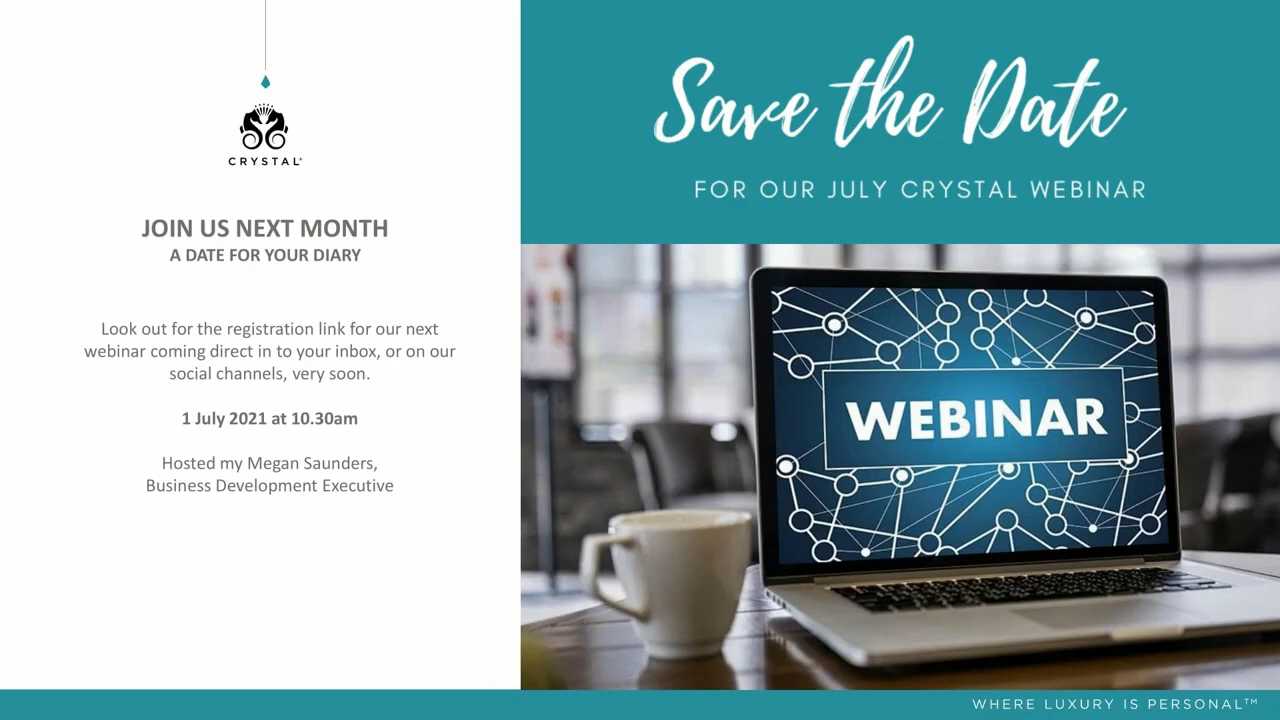 CRYSTAL®
JOIN US NEXT MONTH
A DATE FOR YOUR DIARY
Look out for the registration link for our next
webinar coming direct in to your inbox, or on our
social channels, very soon.
1 July 2021 at 10.30am
Hosted my Megan Saunders,
Business Development Executive
Save the Date
FOR OUR JULY CRYSTAL WEBINAR
WEBINAR
WHERE LUXURY IS PERSONAL™